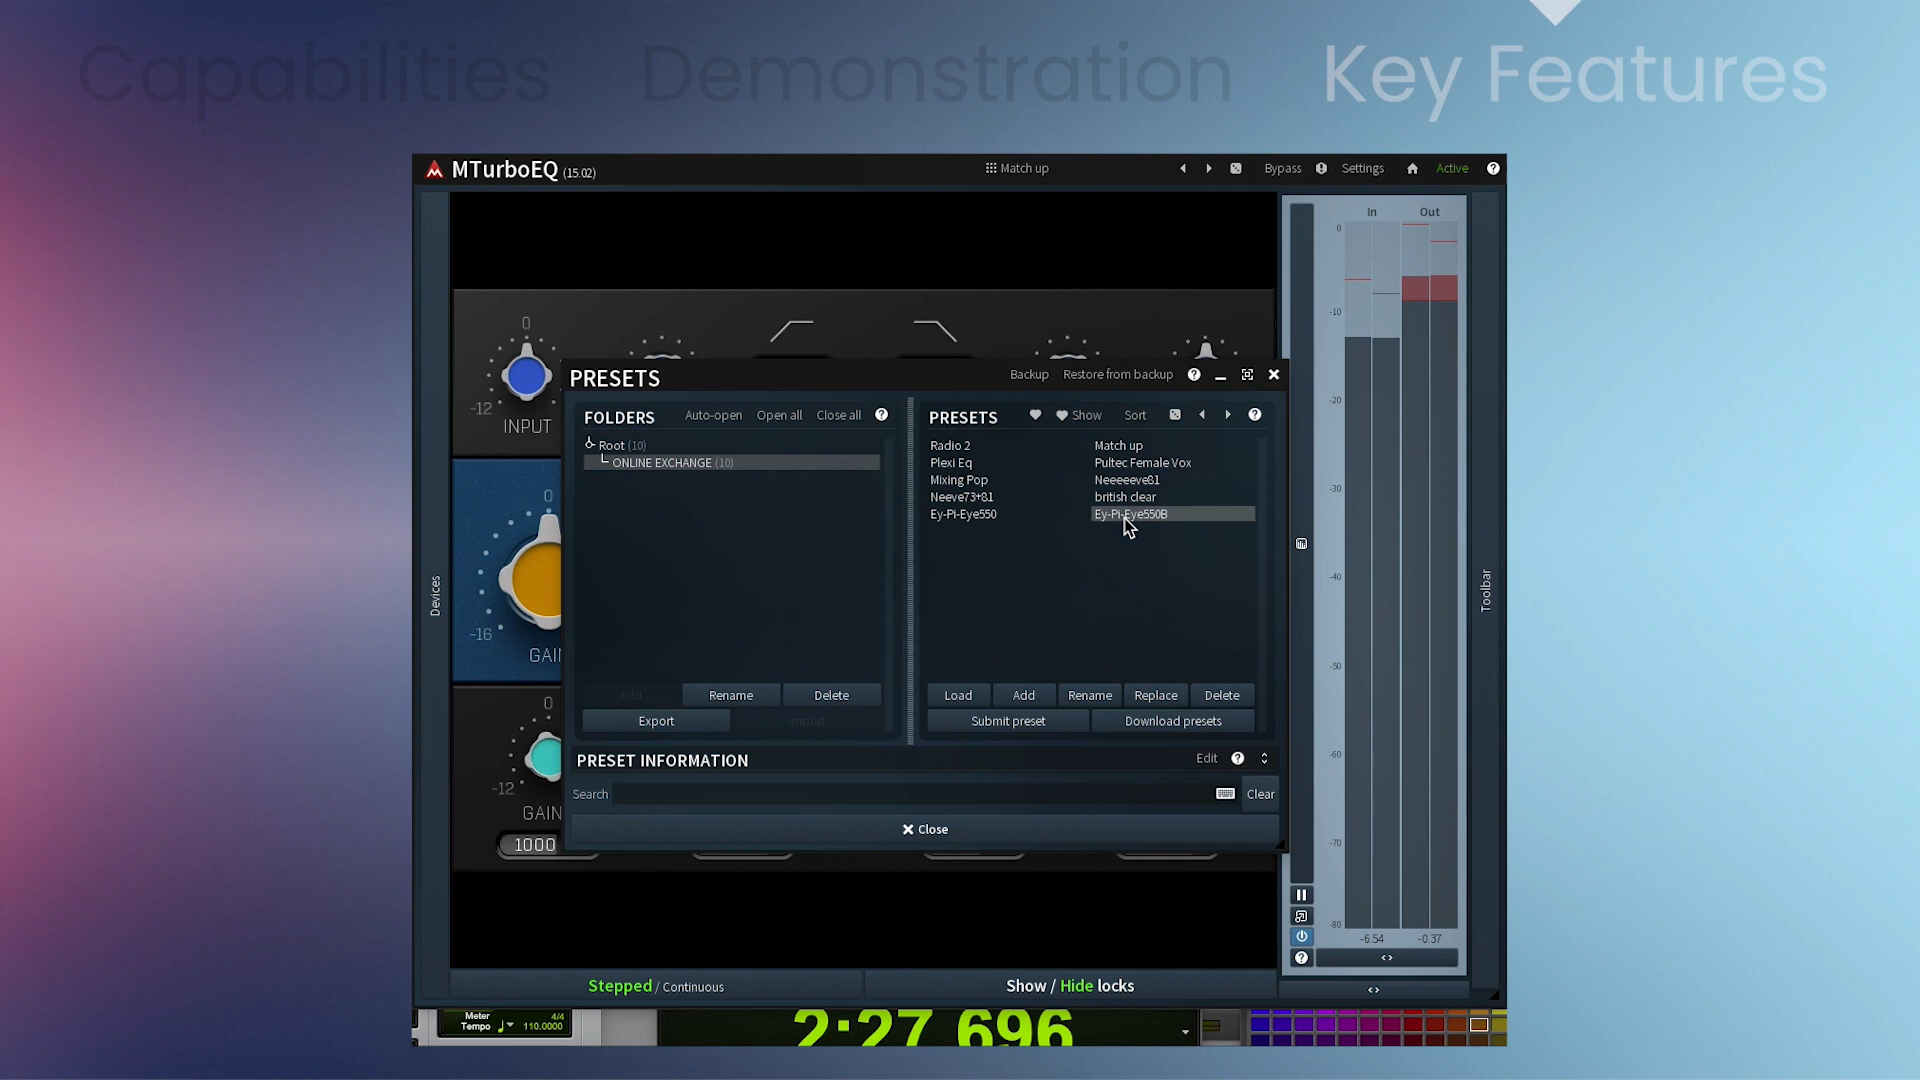 Capabilities Demonstration Key Features
MTurboEQ (15.02) Match up Bypass Settings Active ?
In Out
0
-10
-20
-30
-40
-50
-60
-70
-80
-6.54 -0.37
Devices
Toolbar
0
-12
INPUT
0
-16
GAI
0
-12
GAIN
1000
PRESETS Backup Restore from backup ?
FOLDERS Auto-open Open all Close all ?
Root (10)
ONLINE EXCHANGE (10)
Add Rename Delete
Export Import
PRESETS Show Sort ?
Radio 2 Match up
Plexi Eq Pultec Female Vox
Mixing Pop Neeeeeve81
Neeve73+81 british clear
Ey-Pi-Eye550 Ey-Pi-Eye550B
Load Add Rename Replace Delete
Submit preset Download presets
PRESET INFORMATION Edit ?
Search Clear
Close
Stepped / Continuous Show / Hide locks
Meter 4/4
Tempo 110.0000
2:27 696